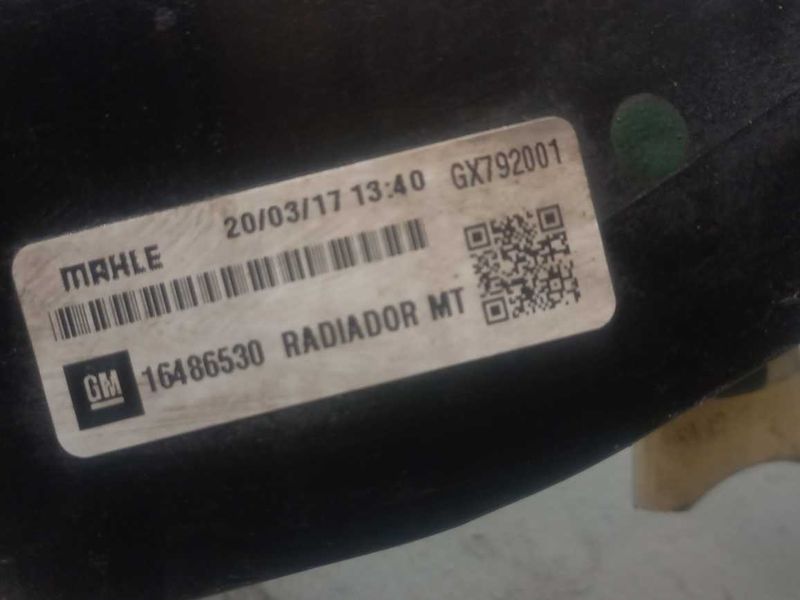 MAHLE 20/03/17 13:40 GX792001
GM 16486530 RADIADOR MT